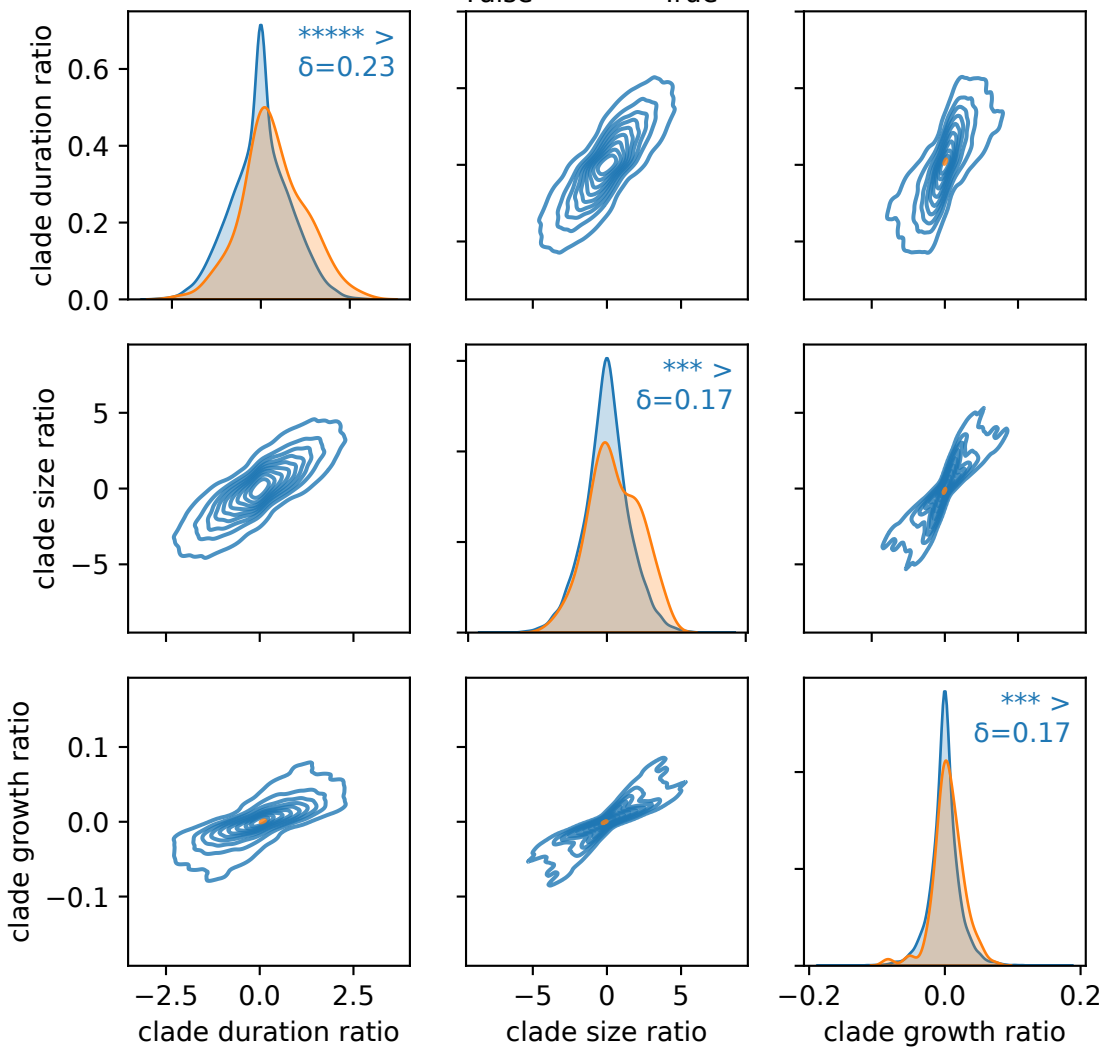 True
***** >
δ=0.23
clade duration ratio
0.6
0.4
0.2
0.0
*** >
δ=0.17
clade size ratio
5
0
−5
*** >
δ=0.17
clade growth ratio
0.1
0.0
−0.1
−2.5 0.0 2.5
−5 0 5
−0.2 0.0 0.2
clade duration ratio
clade size ratio
clade growth ratio